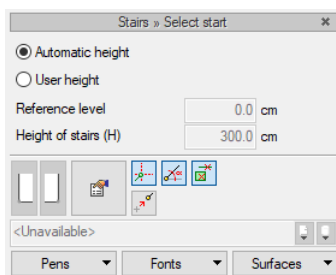 Stairs » Select start
Automatic height
User height
Reference level 0.0 cm
Height of stairs (H) 300.0 cm
<Unavailable>
Pens Fonts Surfaces